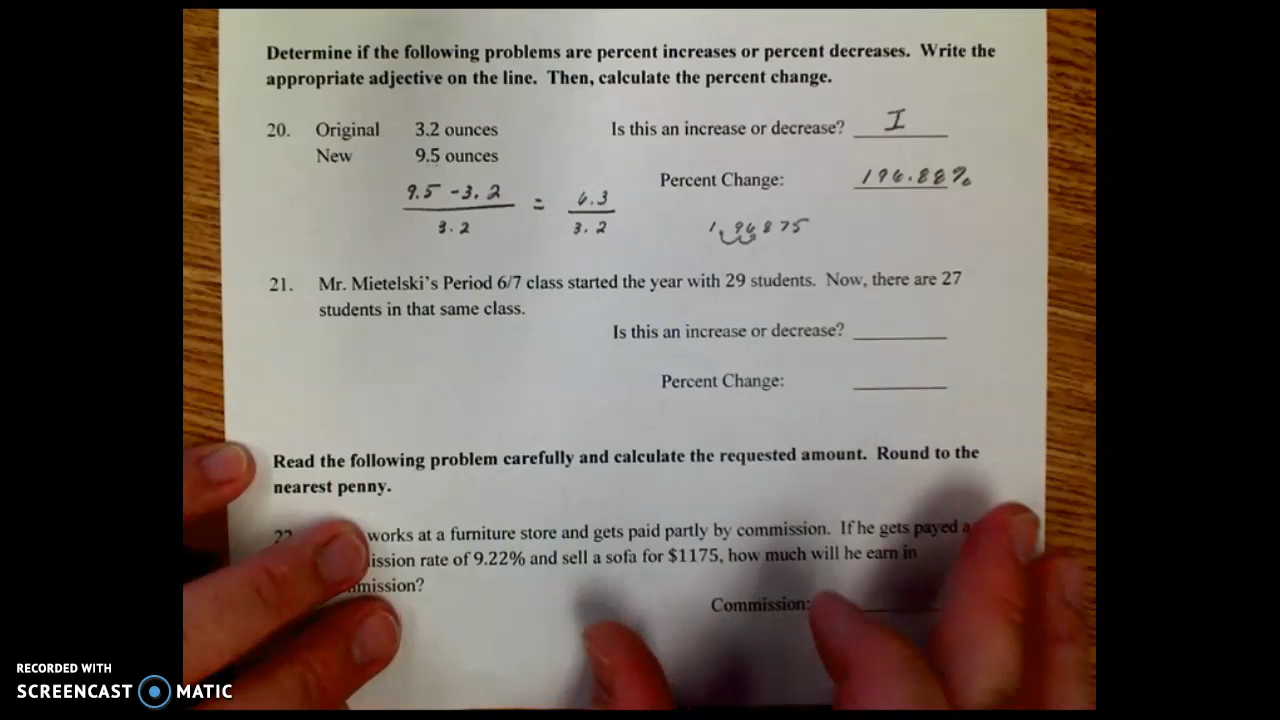 Determine if the following problems are percent increases or percent decreases. Write the
appropriate adjective on the line. Then, calculate the percent change.
20. Original 3.2 ounces Is this an increase or decrease? I
New 9.5 ounces
Percent Change: 196.88%
9.5 - 3.2 = 6.3
3.2 3.2
1.96875
21. Mr. Mietelski's Period 6/7 class started the year with 29 students. Now, there are 27
students in that same class.
Is this an increase or decrease?
Percent Change:
Read the following problem carefully and calculate the requested amount. Round to the
nearest penny.
works at a furniture store and gets paid partly by commission. If he gets payed a
ission rate of 9.22% and sell a sofa for $1175, how much will he earn in
mission?
Commission:
RECORDED WITH
SCREENCAST MATIC